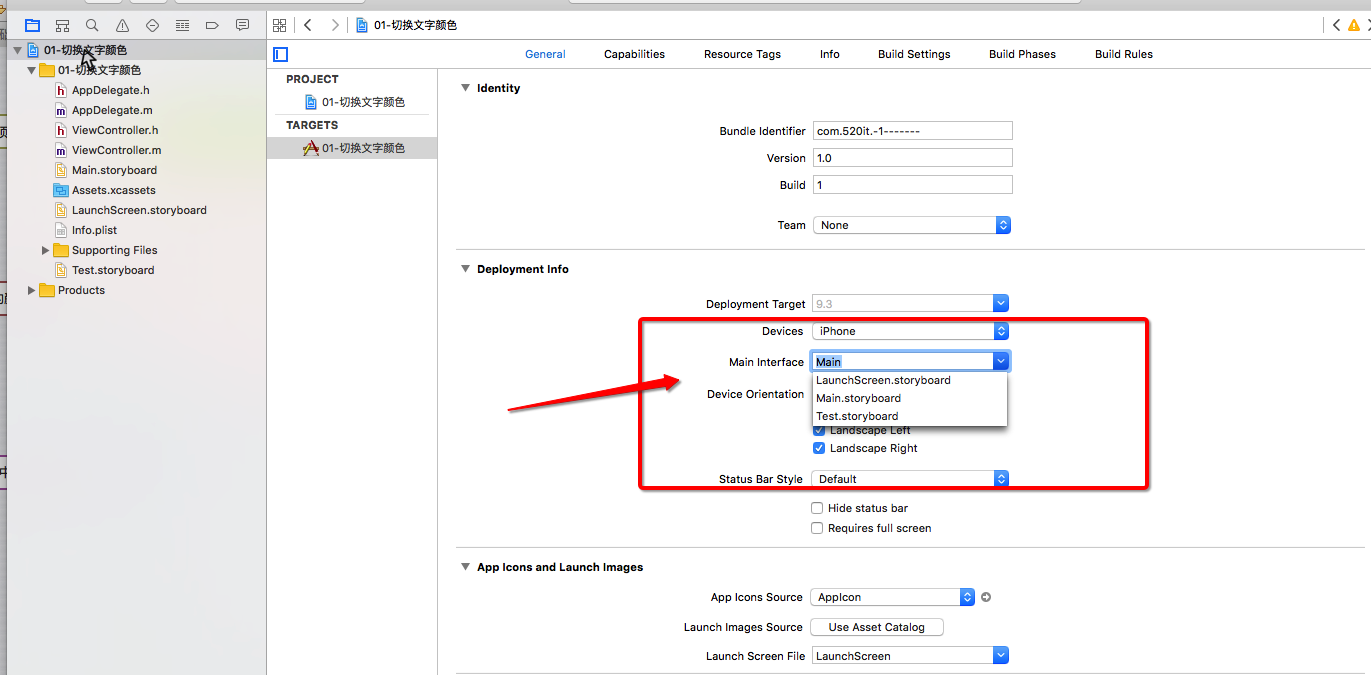 01-切换文字颜色
01-切换文字颜色
01-切换文字颜色
AppDelegate.h
AppDelegate.m
ViewController.h
ViewController.m
Main.storyboard
Assets.xcassets
LaunchScreen.storyboard
Info.plist
Supporting Files
Test.storyboard
Products
General Capabilities Resource Tags Info Build Settings Build Phases Build Rules
PROJECT
01-切换文字颜色
TARGETS
01-切换文字颜色
Identity
Bundle Identifier com.520it.-1-------
Version 1.0
Build 1
Team None
Deployment Info
Deployment Target 9.3
Devices iPhone
Main Interface Main
LaunchScreen.storyboard
Device Orientation
Main.storyboard
Test.storyboard
Landscape Left
Landscape Right
Status Bar Style Default
Hide status bar
Requires full screen
App Icons and Launch Images
App Icons Source AppIcon
Launch Images Source Use Asset Catalog
Launch Screen File LaunchScreen